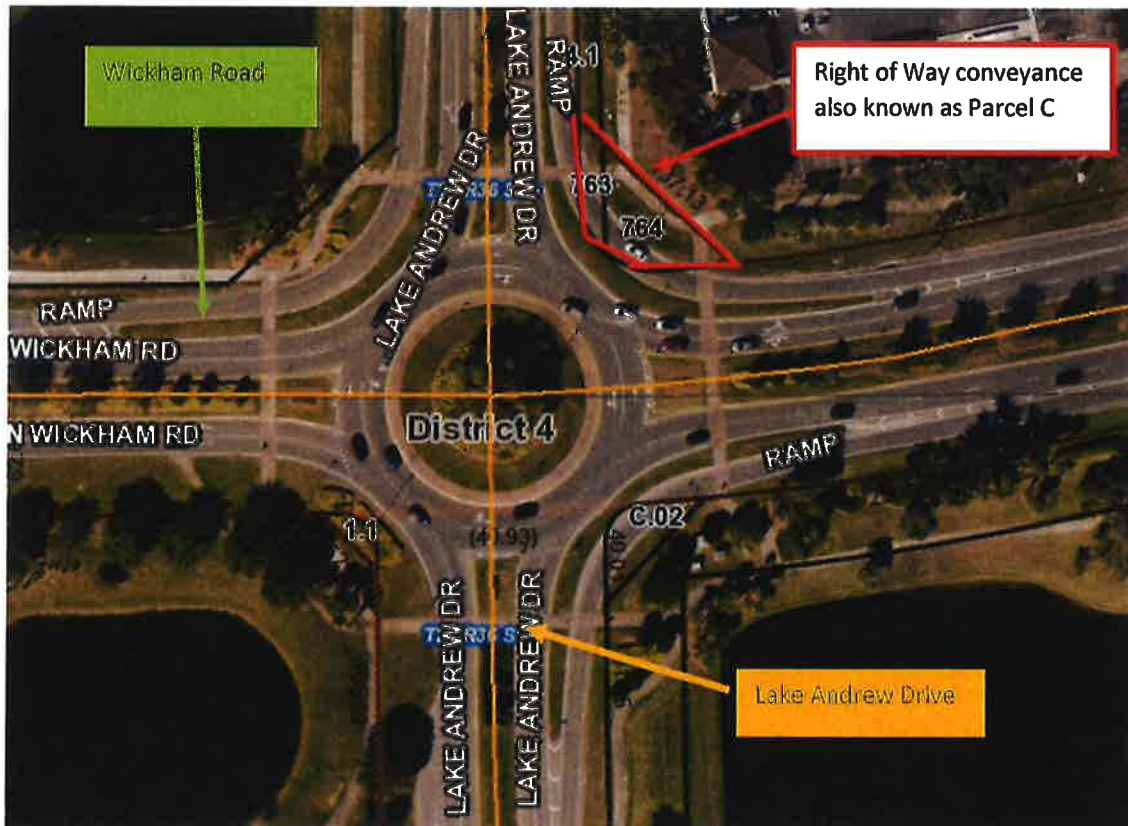 Wickham Road
LAKE ANDREW DR
RAMP
4.1
Right of Way conveyance
also known as Parcel C
LAKE ANDREW DR
763
764
RAMP
WICKHAM RD
District 4
N WICKHAM RD
RAMP
C.02
1.1
LAKE ANDREW DR
LAKE ANDREW DR
Lake Andrew Drive